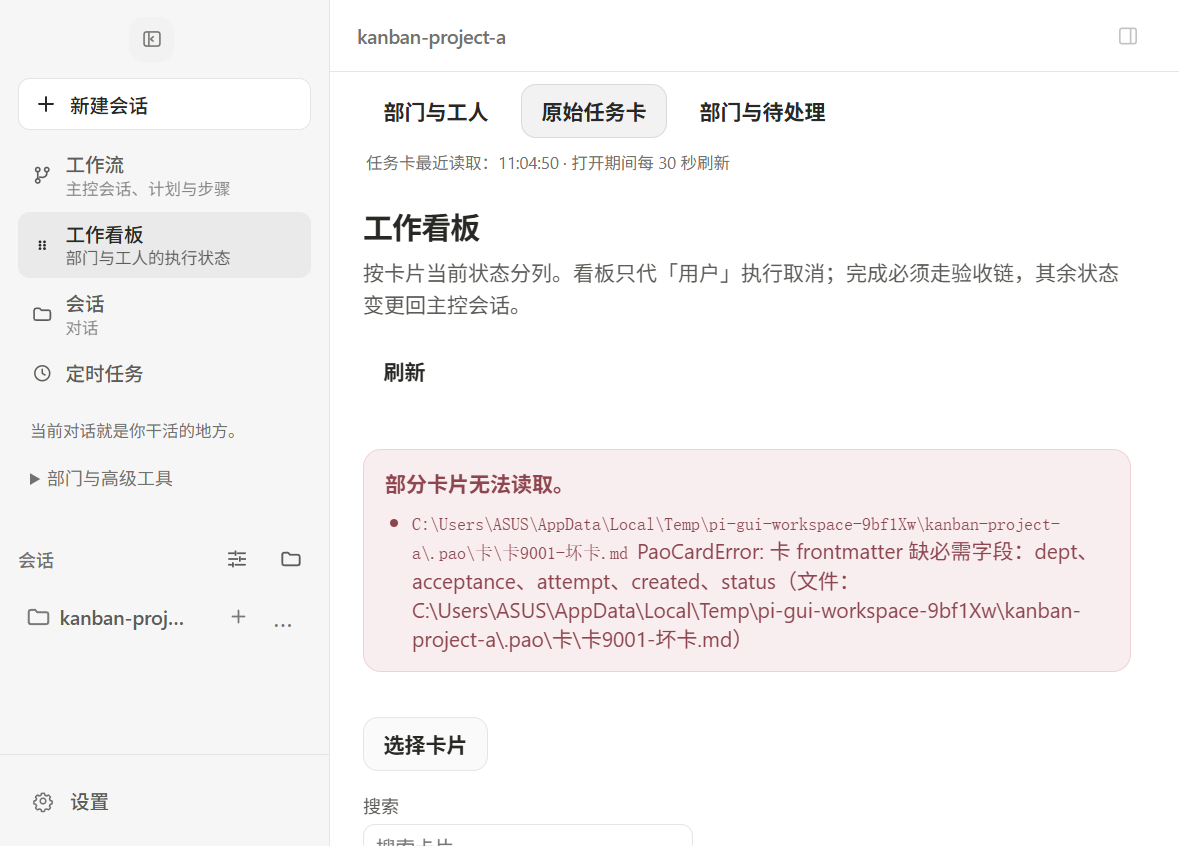 kanban-project-a
新建会话
工作流
主控会话、计划与步骤
工作看板
部门与工人的执行状态
会话
对话
定时任务
当前对话就是你干活的地方。
▶ 部门与高级工具
会话
kanban-proj...
设置
部门与工人
原始任务卡
部门与待处理
任务卡最近读取：11:04:50 · 打开期间每 30 秒刷新
工作看板
按卡片当前状态分列。看板只代「用户」执行取消；完成必须走验收链，其余状态
变更回主控会话。
刷新
部分卡片无法读取。
C:\Users\ASUS\AppData\Local\Temp\pi-gui-workspace-9bf1Xw\kanban-project-
a\.pao\卡\卡9001-坏卡.md PaoCardError: 卡 frontmatter 缺必需字段：dept、
acceptance、attempt、created、status（文件：
C:\Users\ASUS\AppData\Local\Temp\pi-gui-workspace-9bf1Xw\kanban-
project-a\.pao\卡\卡9001-坏卡.md）
选择卡片
搜索
搜索卡片